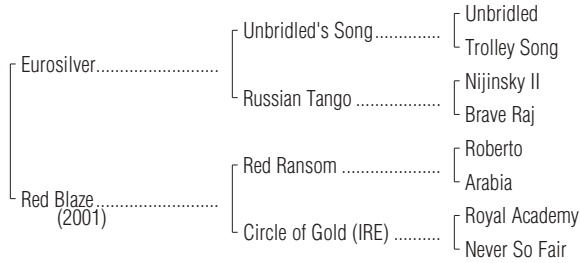 Unbridled
Unbridled's Song..............
Trolley Song
Eurosilver..........................
Nijinsky II
Russian Tango ..................
Brave Raj
Roberto
Red Ransom .....................
Arabia
Red Blaze..........................
(2001)
Royal Academy
Circle of Gold (IRE) ..........
Never So Fair